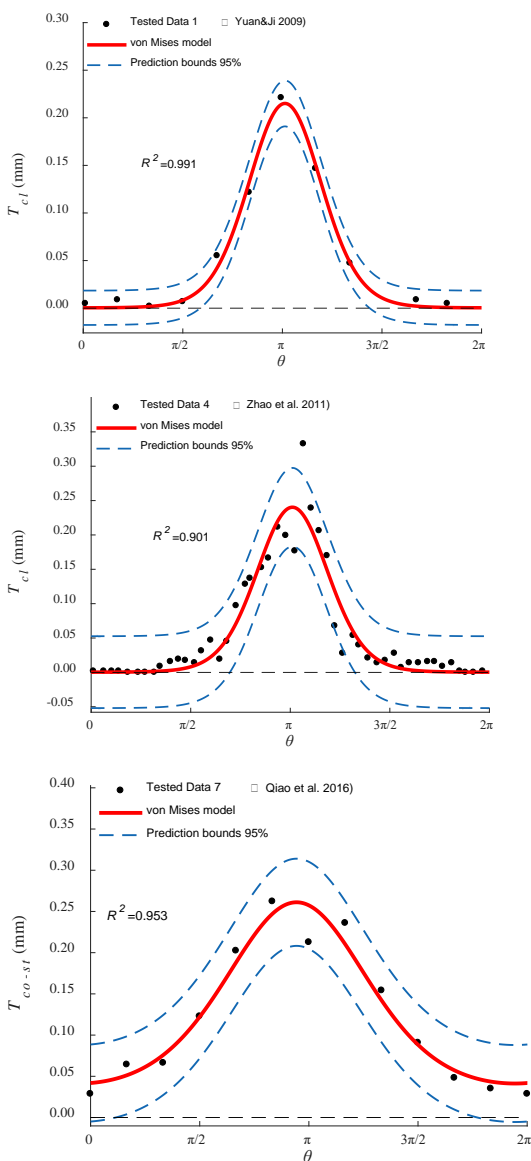 0.30
Tested Data 1 □ Yuan&Ji 2009)
von Mises model
0.25
Prediction bounds 95%
0.20
R²=0.991
0.15
T cl (mm)
0.10
0.05
0.00
0 π/2 π 3π/2 2π
θ
Tested Data 4 □ Zhao et al. 2011)
0.35
von Mises model
Prediction bounds 95%
0.30
0.25
R²=0.901
0.20
T cl (mm)
0.15
0.10
0.05
0.00
-0.05
0 π/2 π 3π/2 2π
θ
0.40
Tested Data 7 □ Qiao et al. 2016)
von Mises model
0.35
Prediction bounds 95%
0.30
0.25
R²=0.953
0.20
T co-st (mm)
0.15
0.10
0.05
0.00
0 π/2 π 3π/2 2π
θ